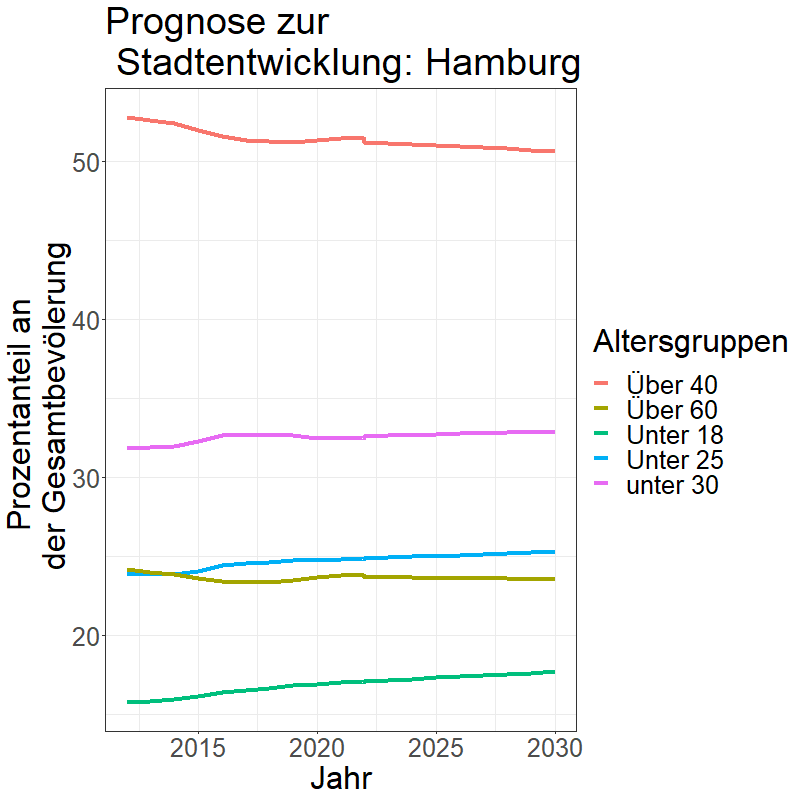 Prognose zur
Stadtentwicklung: Hamburg
Prozentanteil an
der Gesamtbevölerung
50
40
30
20
2015 2020 2025 2030
Jahr
Altersgruppen
Über 40
Über 60
Unter 18
Unter 25
unter 30